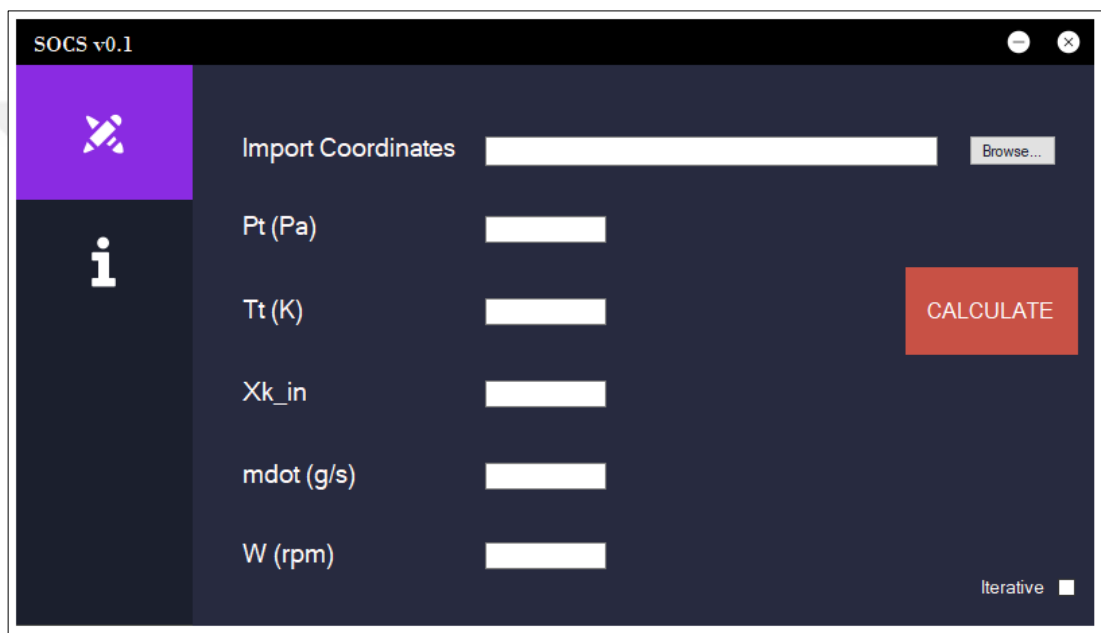 SOCS v0.1
Import Coordinates Browse...
Pt (Pa)
Tt (K)
CALCULATE
Xk_in
mdot (g/s)
W (rpm)
Iterative